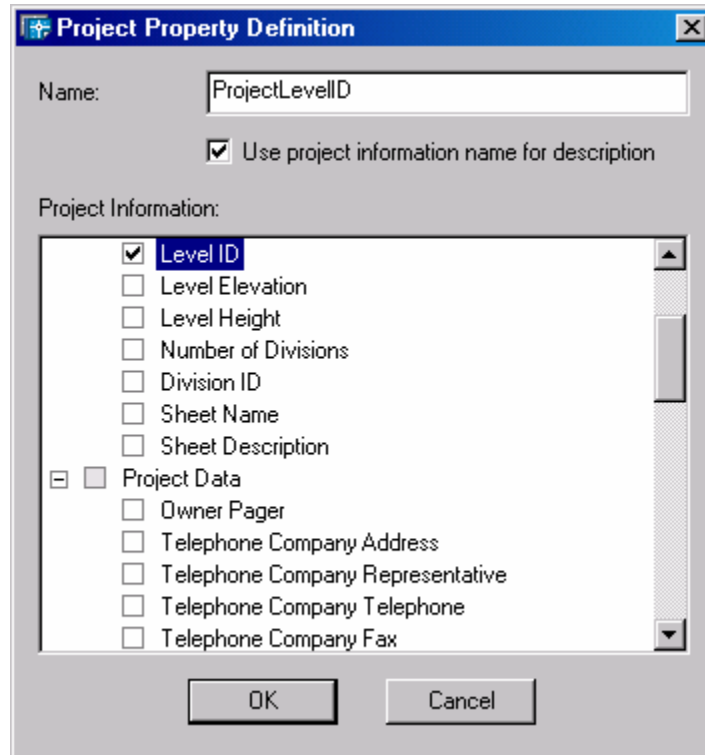 Project Property Definition
Name: ProjectLevelID
Use project information name for description
Project Information:
Level ID
Level Elevation
Level Height
Number of Divisions
Division ID
Sheet Name
Sheet Description
Project Data
Owner Pager
Telephone Company Address
Telephone Company Representative
Telephone Company Telephone
Telephone Company Fax
OK Cancel